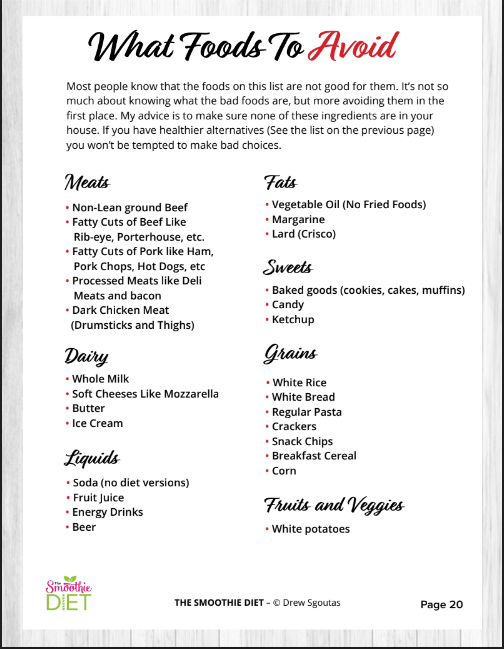 What Foods To Avoid
Most people know that the foods on this list are not good for them. It's not so
much about knowing what the bad foods are, but more avoiding them in the
first place. My advice is to make sure none of these ingredients are in your
house. If you have healthier alternatives (See the list on the previous page)
you won't be tempted to make bad choices.
Meats
• Non-Lean ground Beef
• Fatty Cuts of Beef Like
Rib-eye, Porterhouse, etc.
• Fatty Cuts of Pork like Ham,
Pork Chops, Hot Dogs, etc
• Processed Meats like Deli
Meats and bacon
• Dark Chicken Meat
(Drumsticks and Thighs)
Dairy
• Whole Milk
• Soft Cheeses Like Mozzarella
• Butter
• Ice Cream
Liquids
• Soda (no diet versions)
• Fruit Juice
• Energy Drinks
• Beer
Fats
• Vegetable Oil (No Fried Foods)
• Margarine
• Lard (Crisco)
Sweets
• Baked goods (cookies, cakes, muffins)
• Candy
• Ketchup
Grains
• White Rice
• White Bread
• Regular Pasta
• Crackers
• Snack Chips
• Breakfast Cereal
• Corn
Fruits and Veggies
• White potatoes
The
Smoothie
DIET
THE SMOOTHIE DIET – © Drew Sgoutas
Page 20